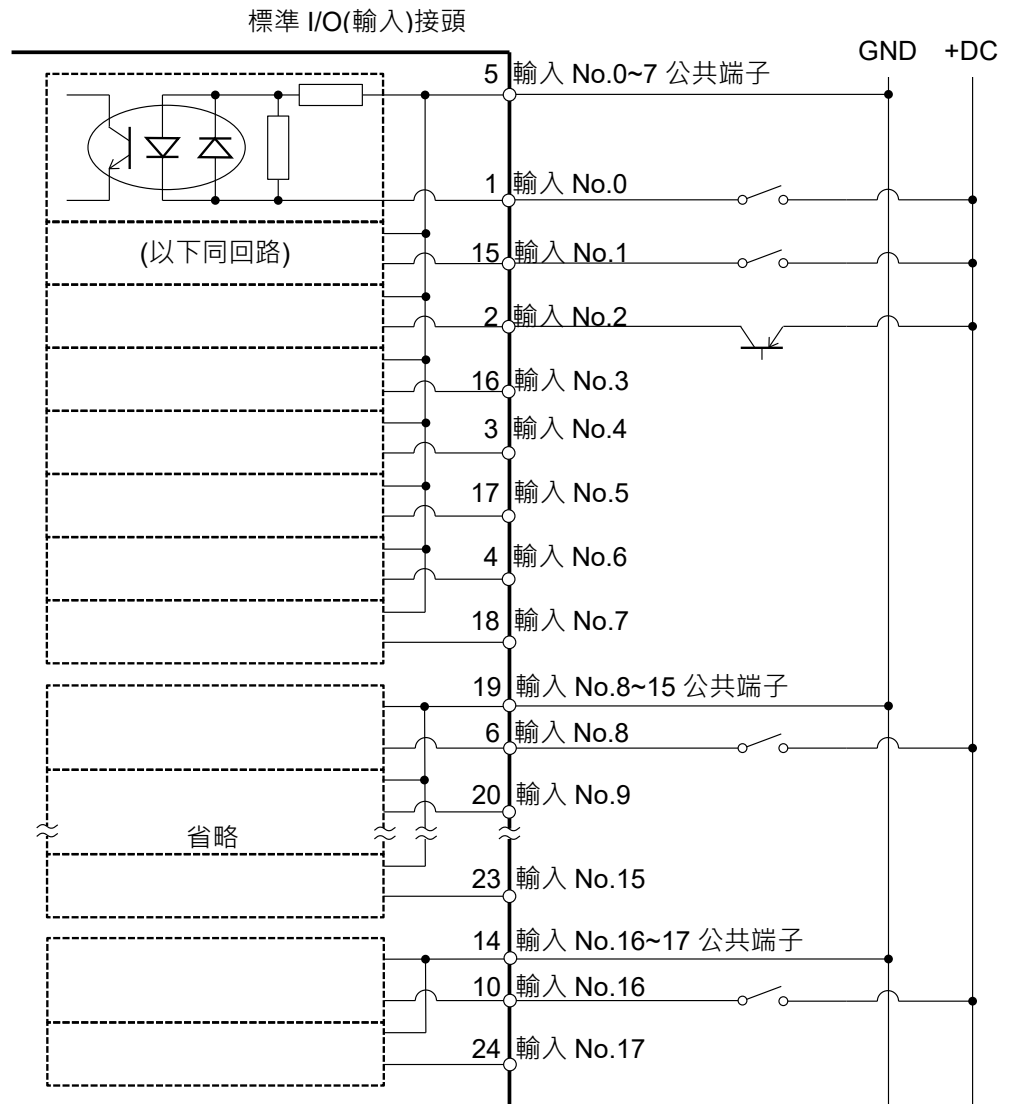 標準 I/O(輸入)接頭
GND +DC
5 輸入 No.0~7 公共端子
1 輸入 No.0
(以下同回路)
15 輸入 No.1
2 輸入 No.2
16 輸入 No.3
3 輸入 No.4
17 輸入 No.5
4 輸入 No.6
18 輸入 No.7
19 輸入 No.8~15 公共端子
6 輸入 No.8
20 輸入 No.9
省略
23 輸入 No.15
14 輸入 No.16~17 公共端子
10 輸入 No.16
24 輸入 No.17